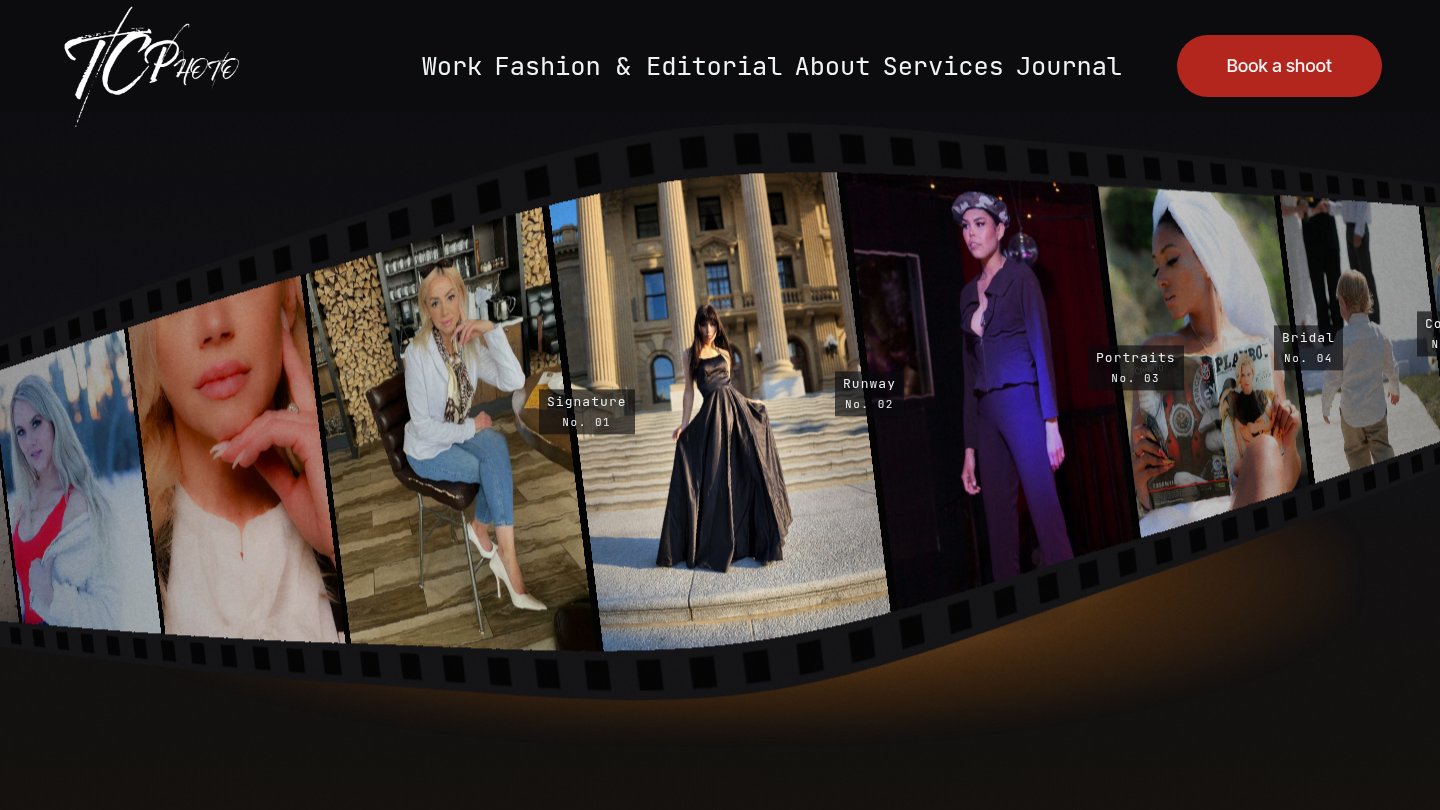 TCPHOTO
Work Fashion & Editorial About Services Journal
Book a shoot
Signature
No. 01
Runway
No. 02
Portraits
No. 03
Bridal
No. 04
PLAYBO